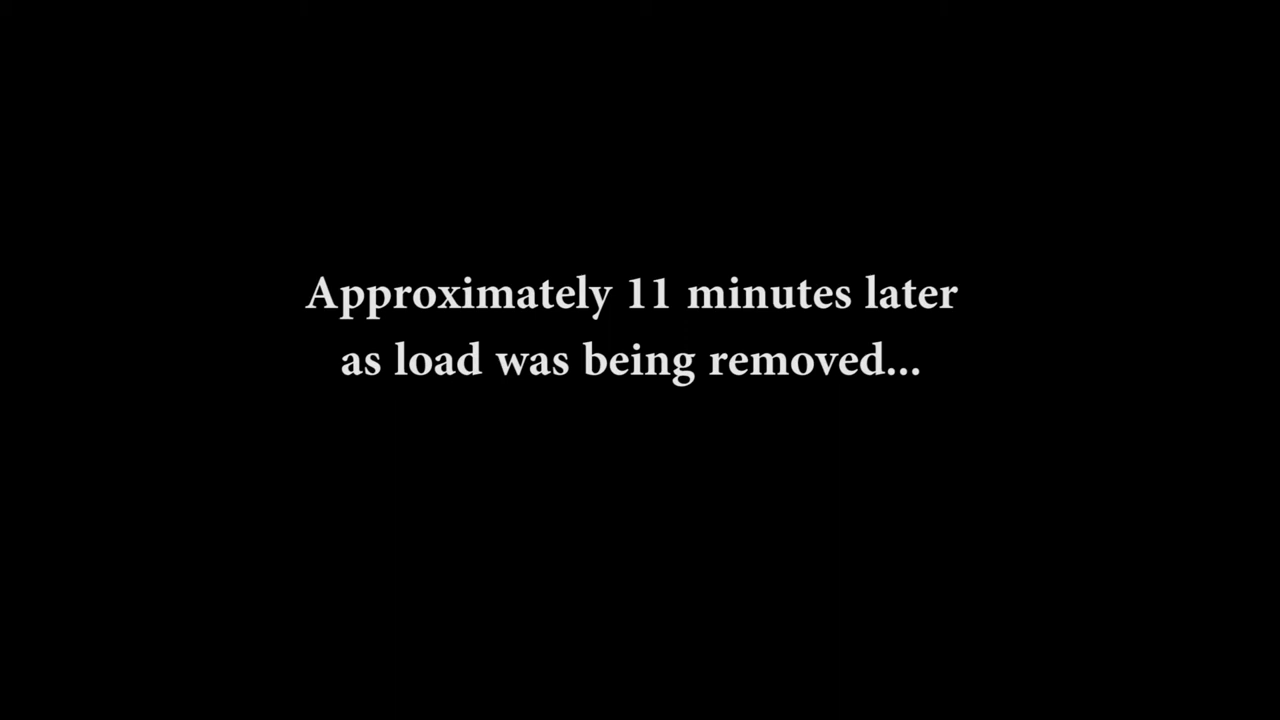 Approximately 11 minutes later
as load was being removed...